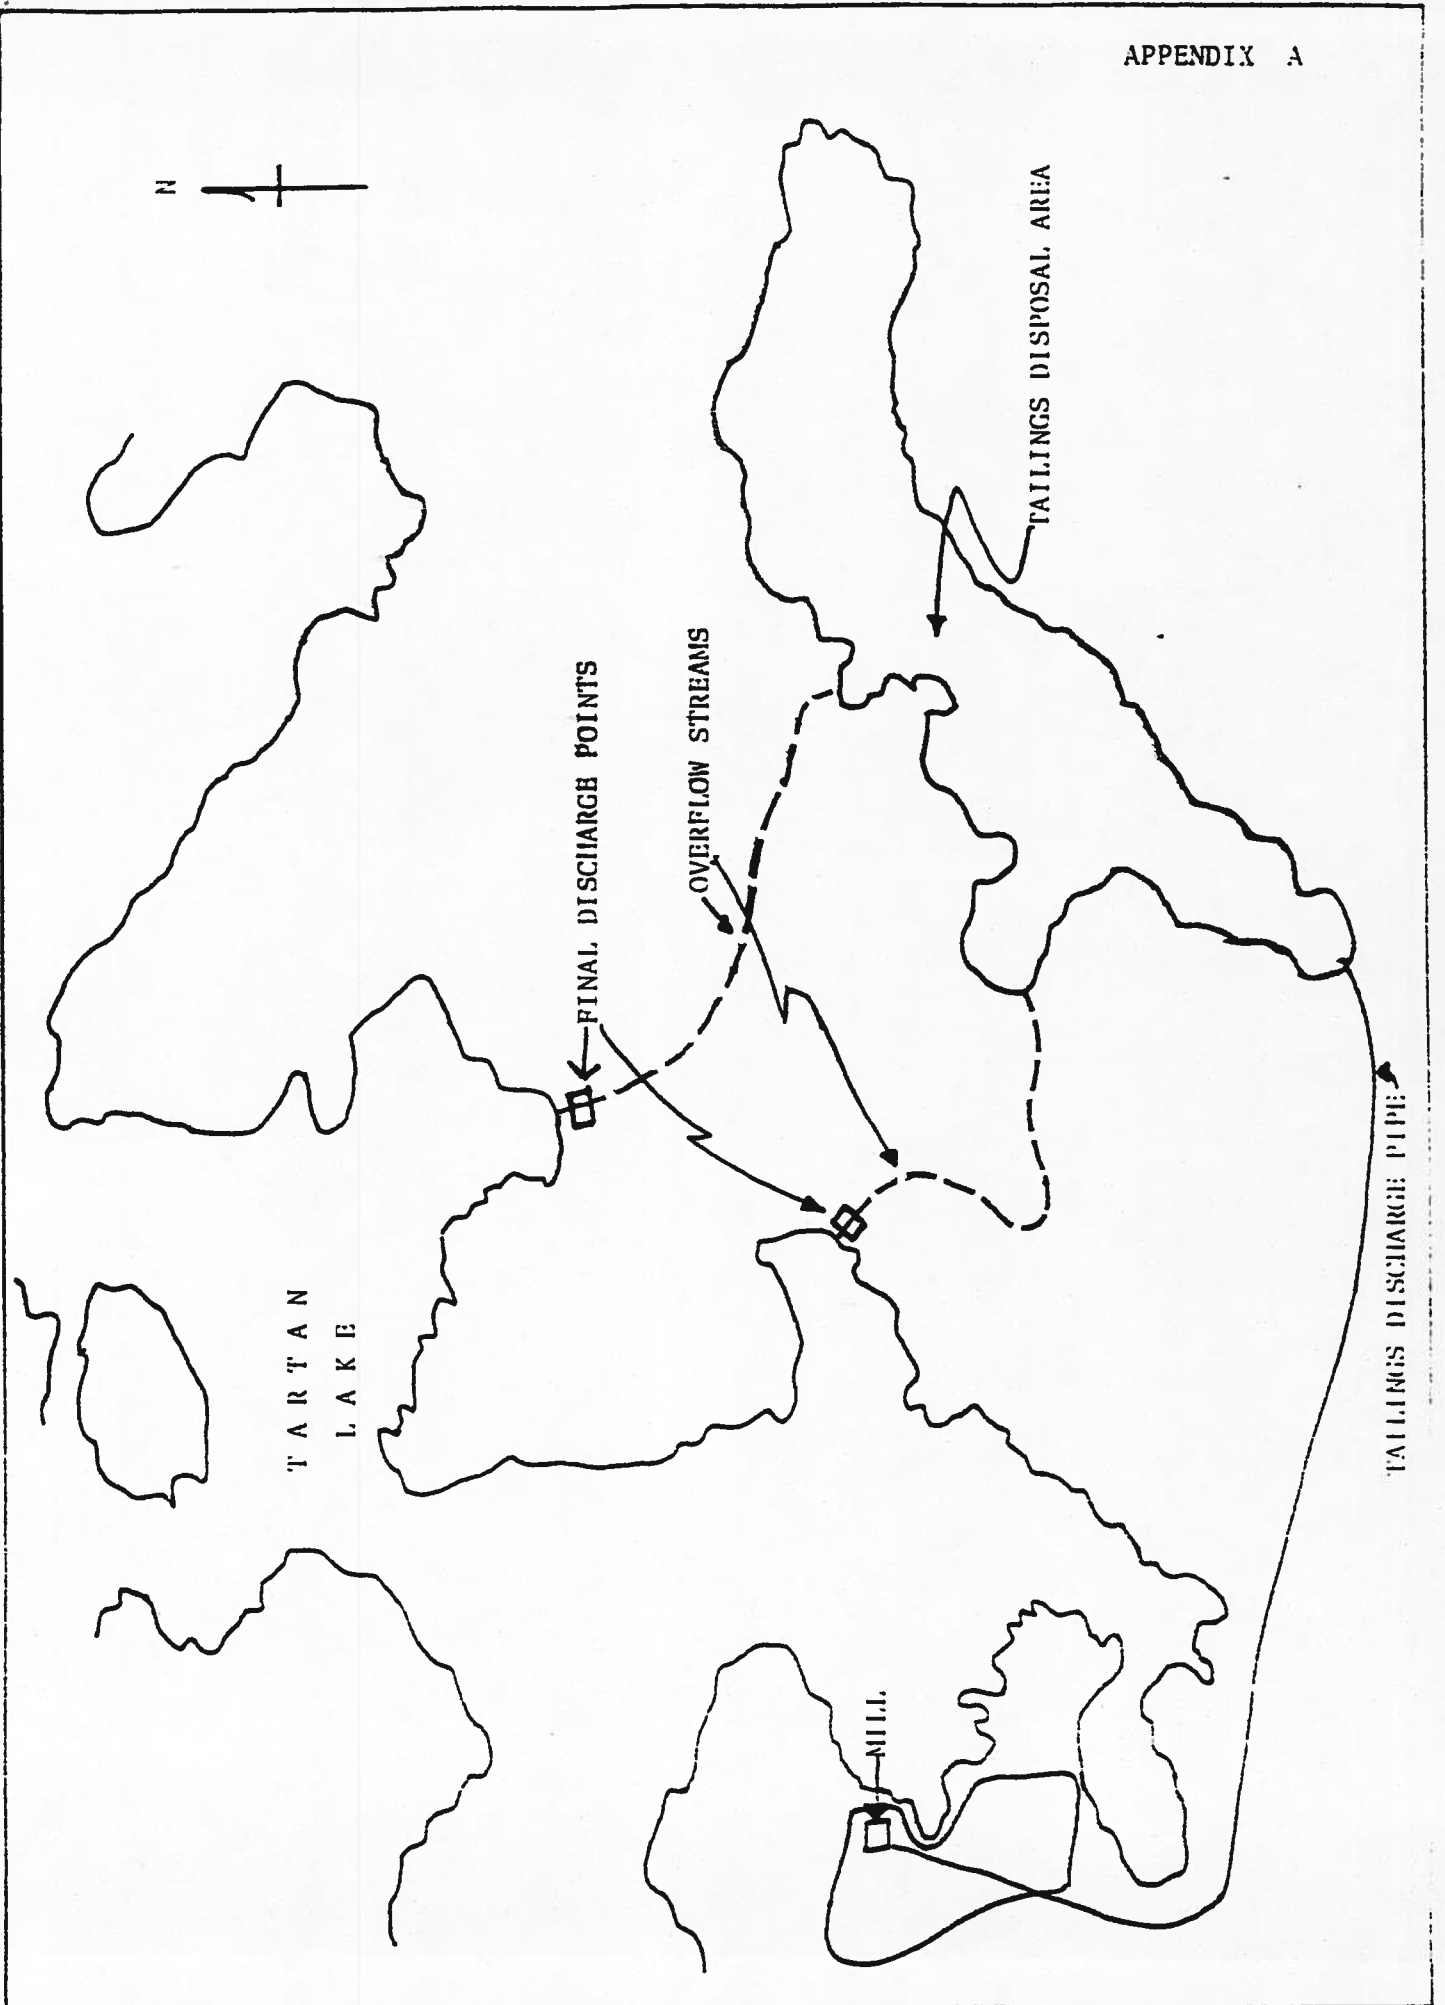 APPENDIX A
N
TAILINGS DISPOSAL AREA
FINAL DISCHARGE POINTS
OVERFLOW STREAMS
TARTAN
LAKE
MILL
TAILINGS DISCHARGE PIPE